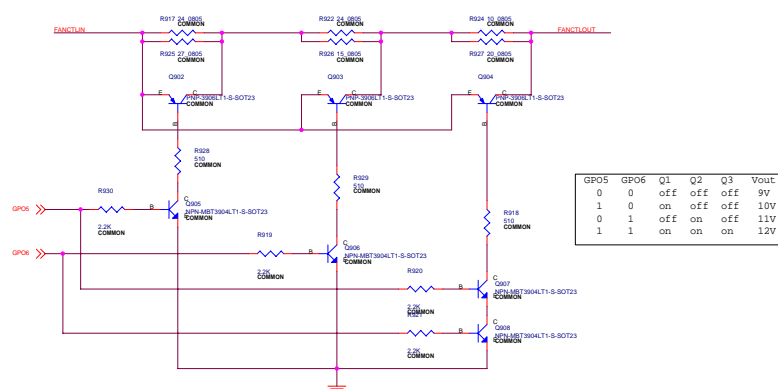 R917 24_0805
COMMON
R922 24_0805
COMMON
R924 10_0805
COMMON
FANCTLIN
FANCTLOUT
R925 27_0805
COMMON
R926 15_0805
COMMON
R927 20_0805
COMMON
Q902
Q903
Q904
E C
E C
E C
PNP-3906LT1-S-SOT23
COMMON
PNP-3906LT1-S-SOT23
COMMON
PNP-3906LT1-S-SOT23
COMMON
B
B
B
R928
510
COMMON
R929
510
COMMON
R918
510
COMMON
GPO5 GPO6 Q1 Q2 Q3 Vout
0 0 off off off 9V
1 0 on off off 10V
0 1 off on off 11V
1 1 on on on 12V
R930
2.2K
COMMON
GPO5
B
C
Q905
NPN-MBT3904LT1-S-SOT23
E
COMMON
GPO6
R919
2.2K
COMMON
B
C
Q906
NPN-MBT3904LT1-S-SOT23
E
COMMON
R920
2.2K
COMMON
B
C
Q907
NPN-MBT3904LT1-S-SOT23
E
COMMON
R921
2.2K
COMMON
B
C
Q908
NPN-MBT3904LT1-S-SOT23
E
COMMON